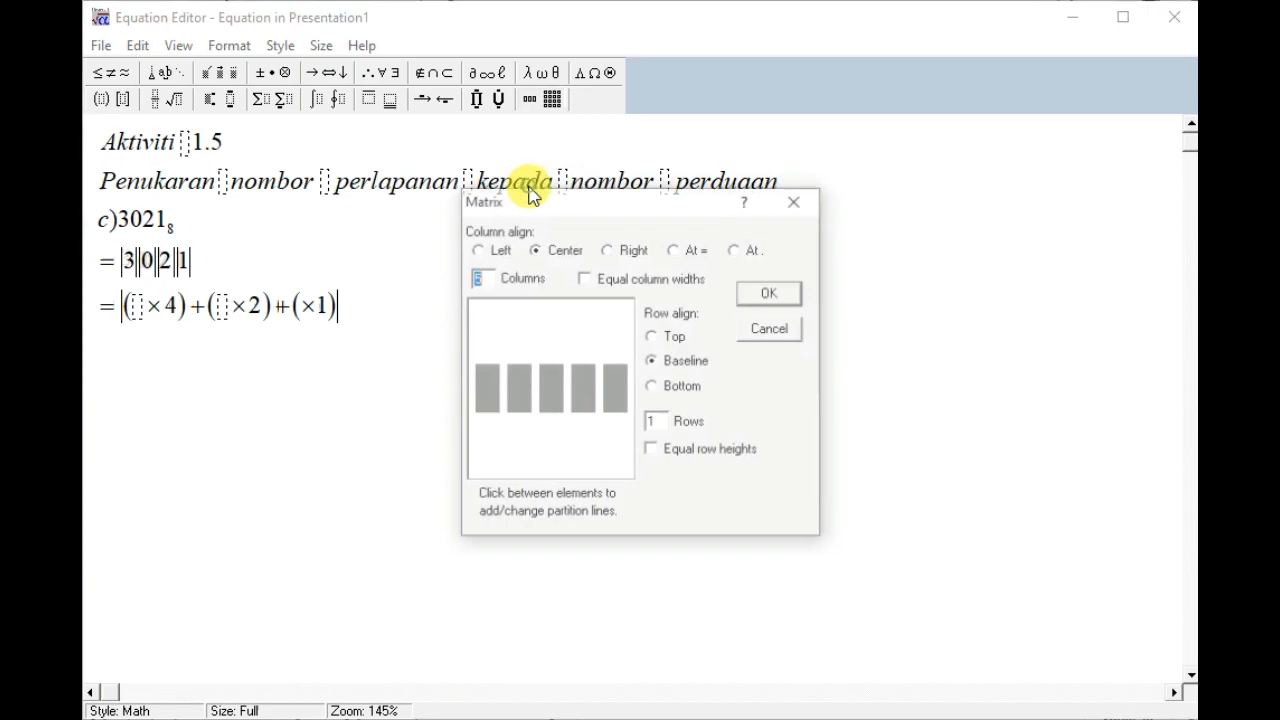 Equation Editor - Equation in Presentation1
File Edit View Format Style Size Help
Aktiviti 1.5
Penukaran nombor perlapanan kepada nombor perduaan
c)3021₈
= |3||0||2||1|
= |( × 4) + ( × 2) + (× 1)|
Matrix ?
Column align:
Left Center Right At = At .
5 Columns Equal column widths
OK
Row align:
Top
Cancel
Baseline
Bottom
1 Rows
Equal row heights
Click between elements to
add/change partition lines.
Style: Math Size: Full Zoom: 145%